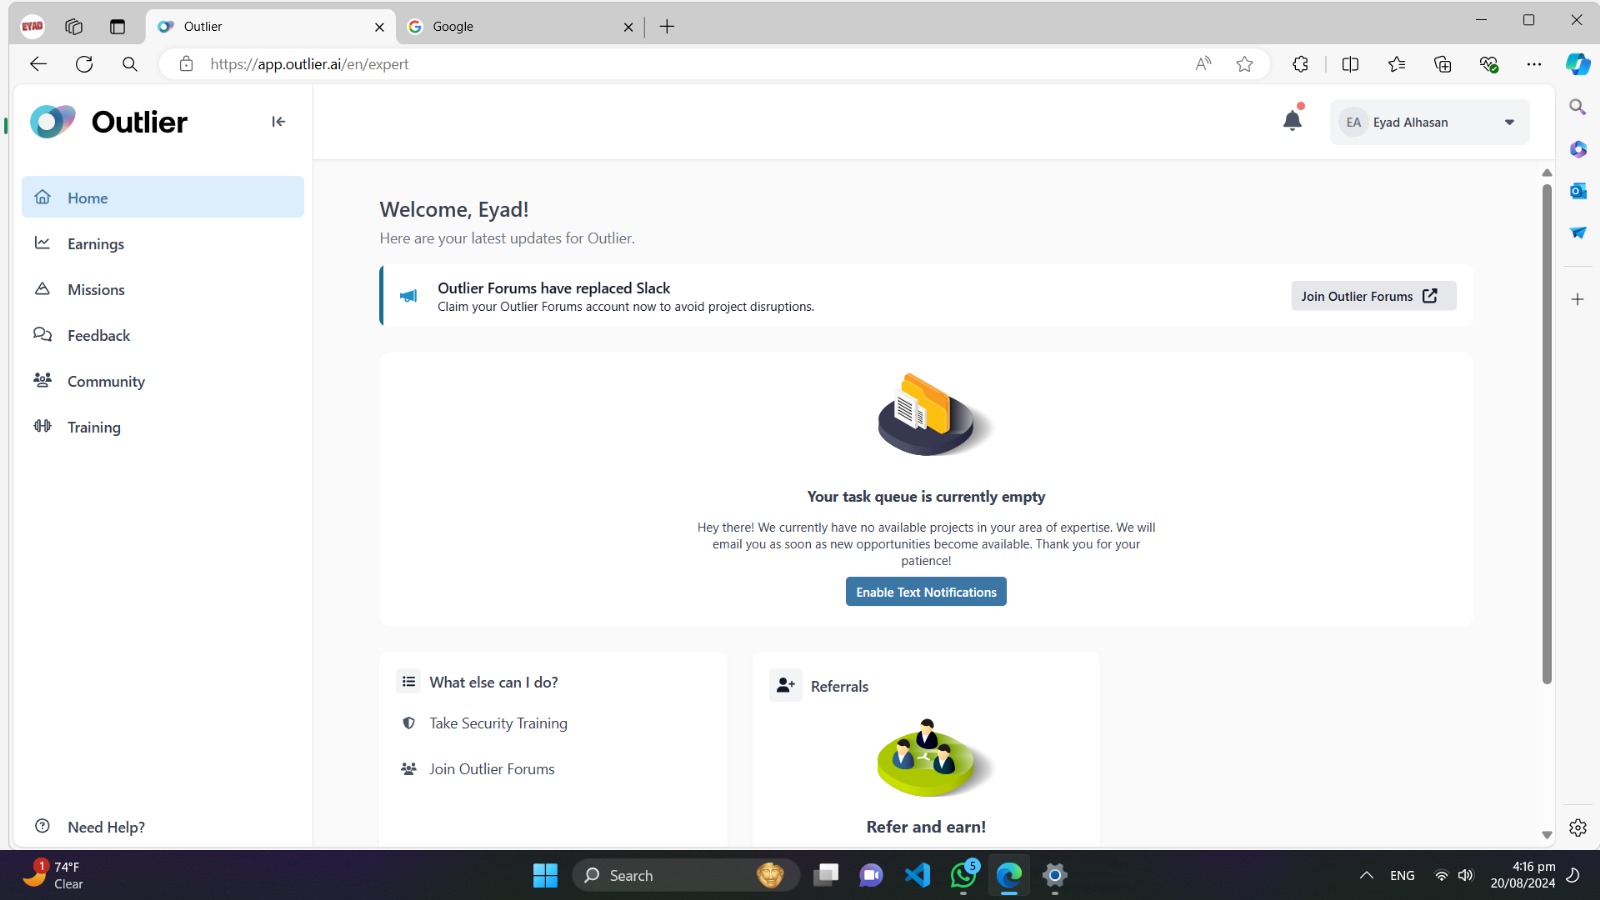 EYAD
Outlier
Google
https://app.outlier.ai/en/expert
Outlier
EA
Eyad Alhasan
Home
Earnings
Missions
Feedback
Community
Training
Need Help?
Welcome, Eyad!
Here are your latest updates for Outlier.
Outlier Forums have replaced Slack
Claim your Outlier Forums account now to avoid project disruptions.
Join Outlier Forums
Your task queue is currently empty
Hey there! We currently have no available projects in your area of expertise. We will
email you as soon as new opportunities become available. Thank you for your
patience!
Enable Text Notifications
What else can I do?
Take Security Training
Join Outlier Forums
Referrals
Refer and earn!
1
74°F
Clear
Search
5
ENG
4:16 pm
20/08/2024